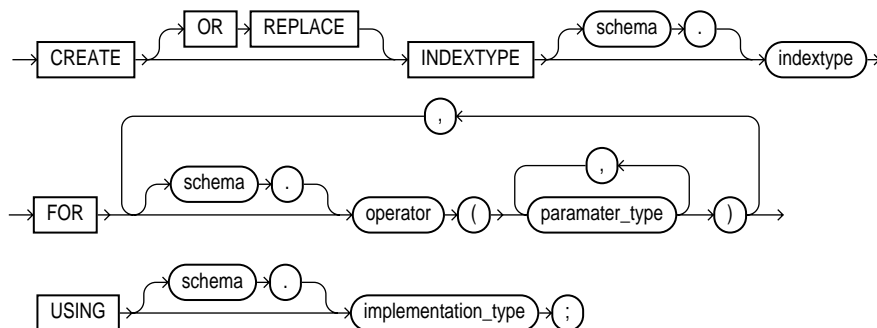 OR REPLACE schema .
CREATE INDEXTYPE indextype
,
schema . ,
FOR operator ( paramater_type )
schema .
USING implementation_type ;